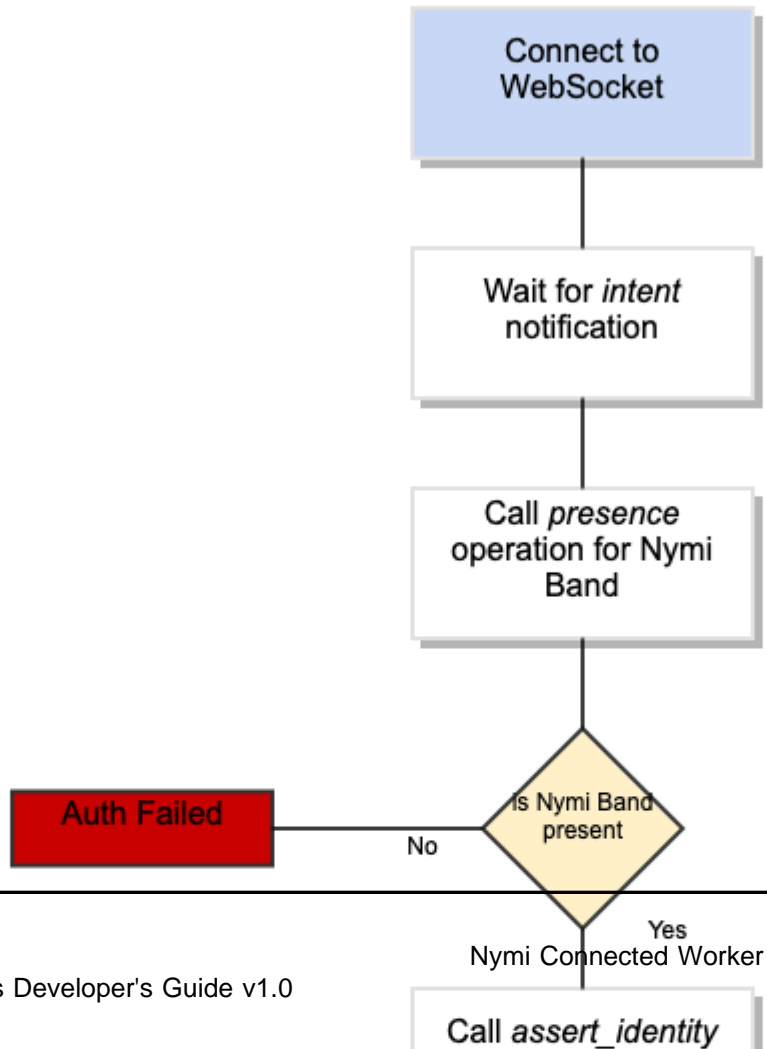 Connect to
WebSocket
Wait for intent
notification
Call presence
operation for Nymi
Band
Is Nymi Band
present
Auth Failed
No
Yes
Nymi Connected Worker
s Developer's Guide v1.0
Call assert_identity